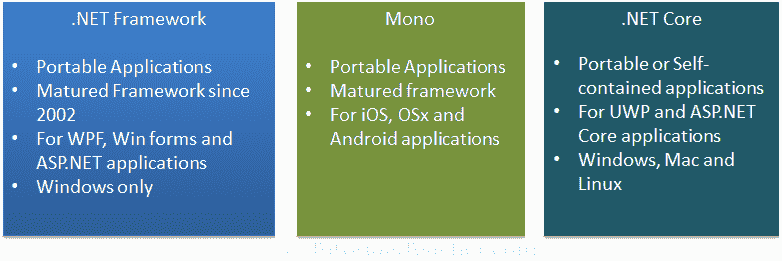 .NET Framework
• Portable Applications
• Matured Framework since
2002
• For WPF, Win forms and
ASP.NET applications
• Windows only
Mono
• Portable Applications
• Matured framework
• For iOS, OSx and
Android applications
.NET Core
• Portable or Self-
contained applications
• For UWP and ASP.NET
Core applications
• Windows, Mac and
Linux